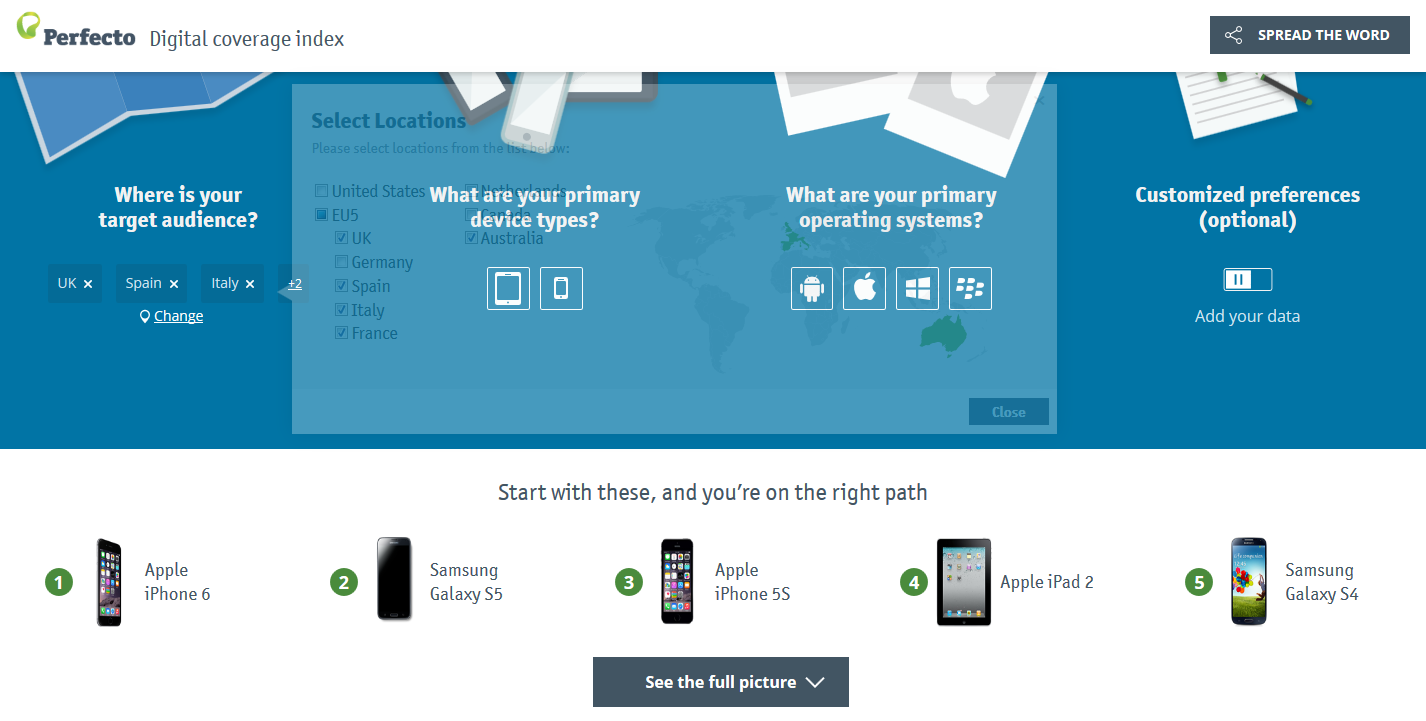 Perfecto Digital coverage index
SPREAD THE WORD
Select Locations
Please select locations from the list below:
United States
EU5
UK
Germany
Spain
Italy
France
Netherlands
Canada
Australia
Close
Where is your
target audience?
UK ×
Spain ×
Italy ×
+2
Change
What are your primary
device types?
What are your primary
operating systems?
Customized preferences
(optional)
Add your data
Start with these, and you’re on the right path
1
Apple
iPhone 6
2
Samsung
Galaxy S5
3
Apple
iPhone 5S
4
Apple iPad 2
5
Samsung
Galaxy S4
See the full picture